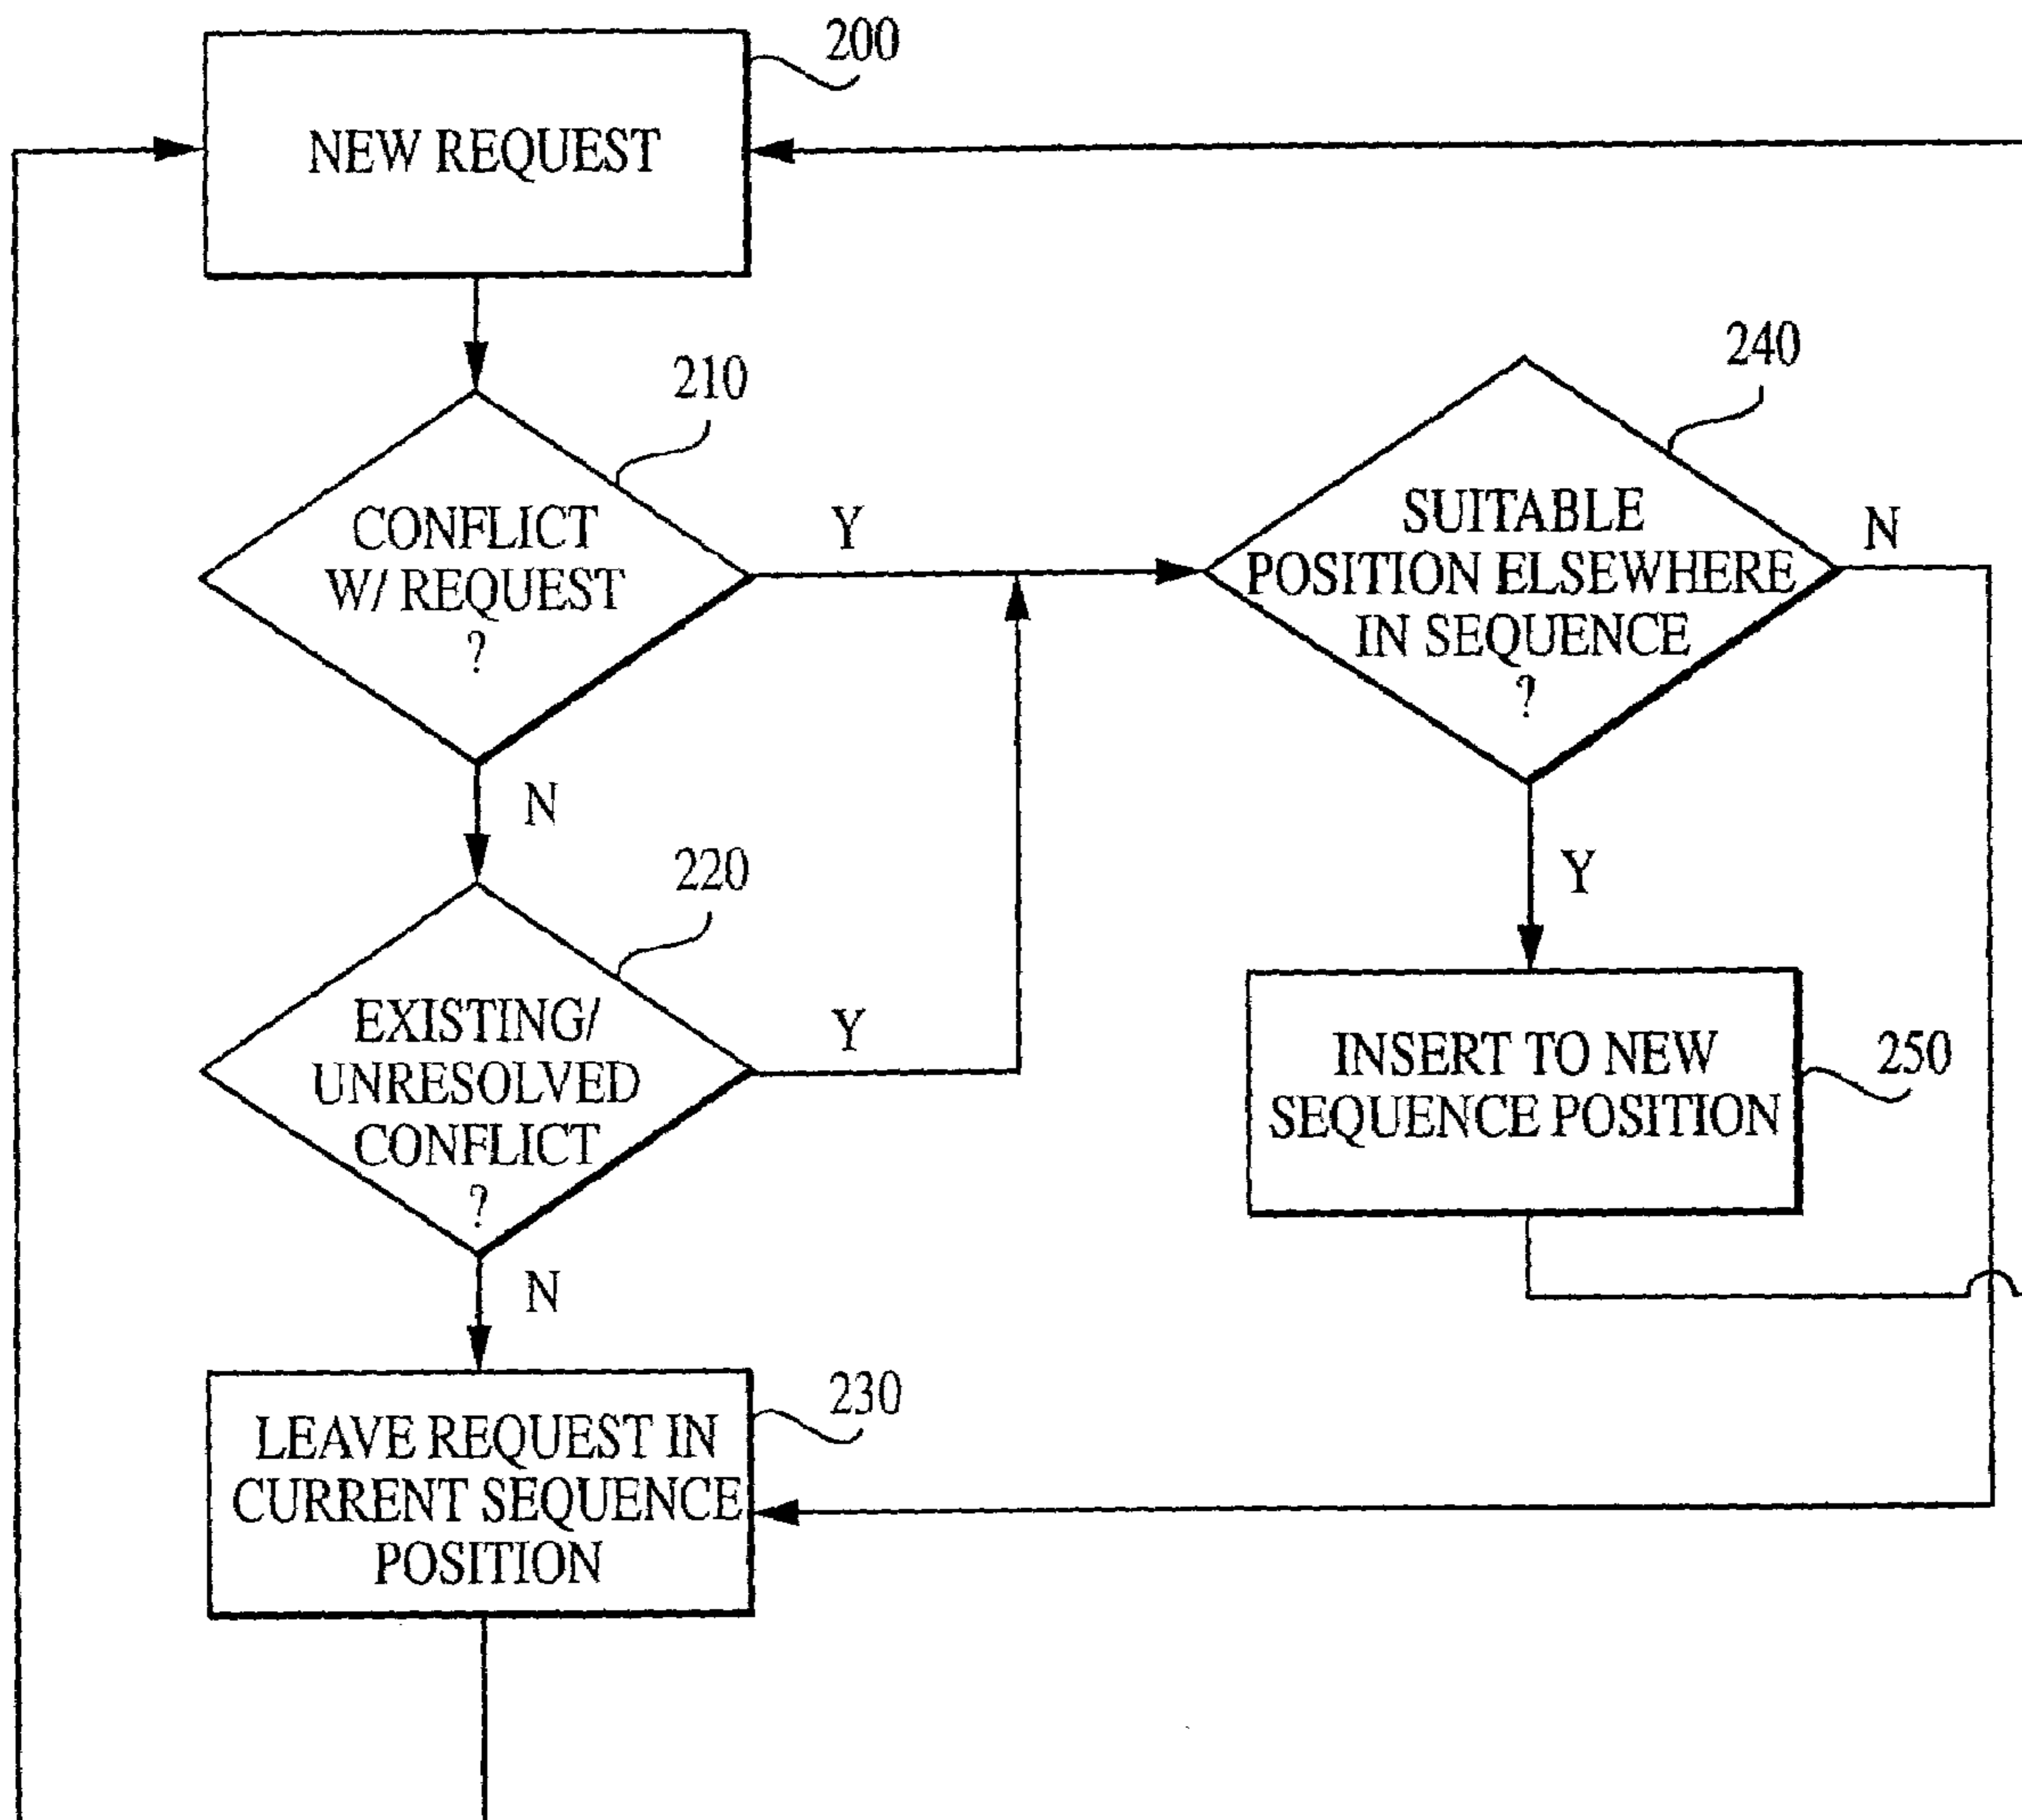 200
NEW REQUEST
210
CONFLICT
W/ REQUEST
?
Y
N
220
EXISTING/
UNRESOLVED
CONFLICT
?
Y
N
230
LEAVE REQUEST IN
CURRENT SEQUENCE
POSITION
240
SUITABLE
POSITION ELSEWHERE
IN SEQUENCE
?
N
Y
INSERT TO NEW
SEQUENCE POSITION
250